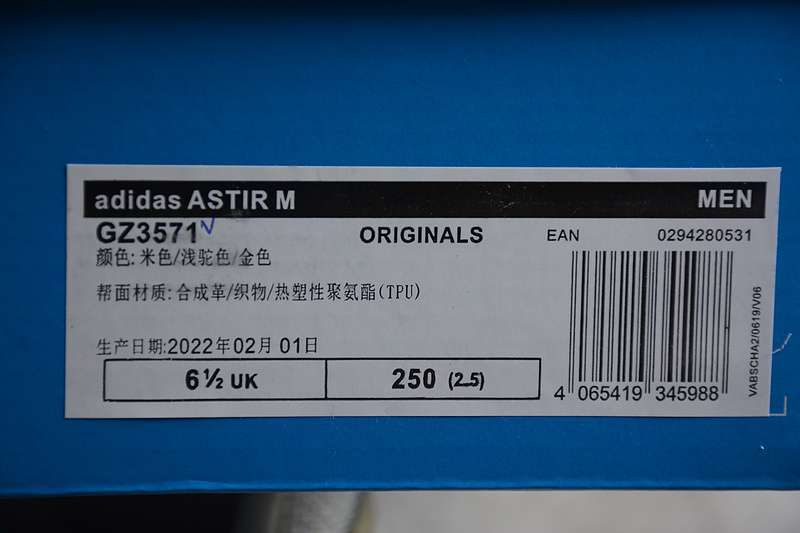 adidas ASTIR M MEN
GZ3571 ORIGINALS EAN 0294280531
颜色: 米色/浅驼色/金色
帮面材质: 合成革/织物/热塑性聚氨酯(TPU)
生产日期:2022年02月 01日
6½ UK 250 (2.5)
4 065419 345988
VABSCHA2/0619/V06